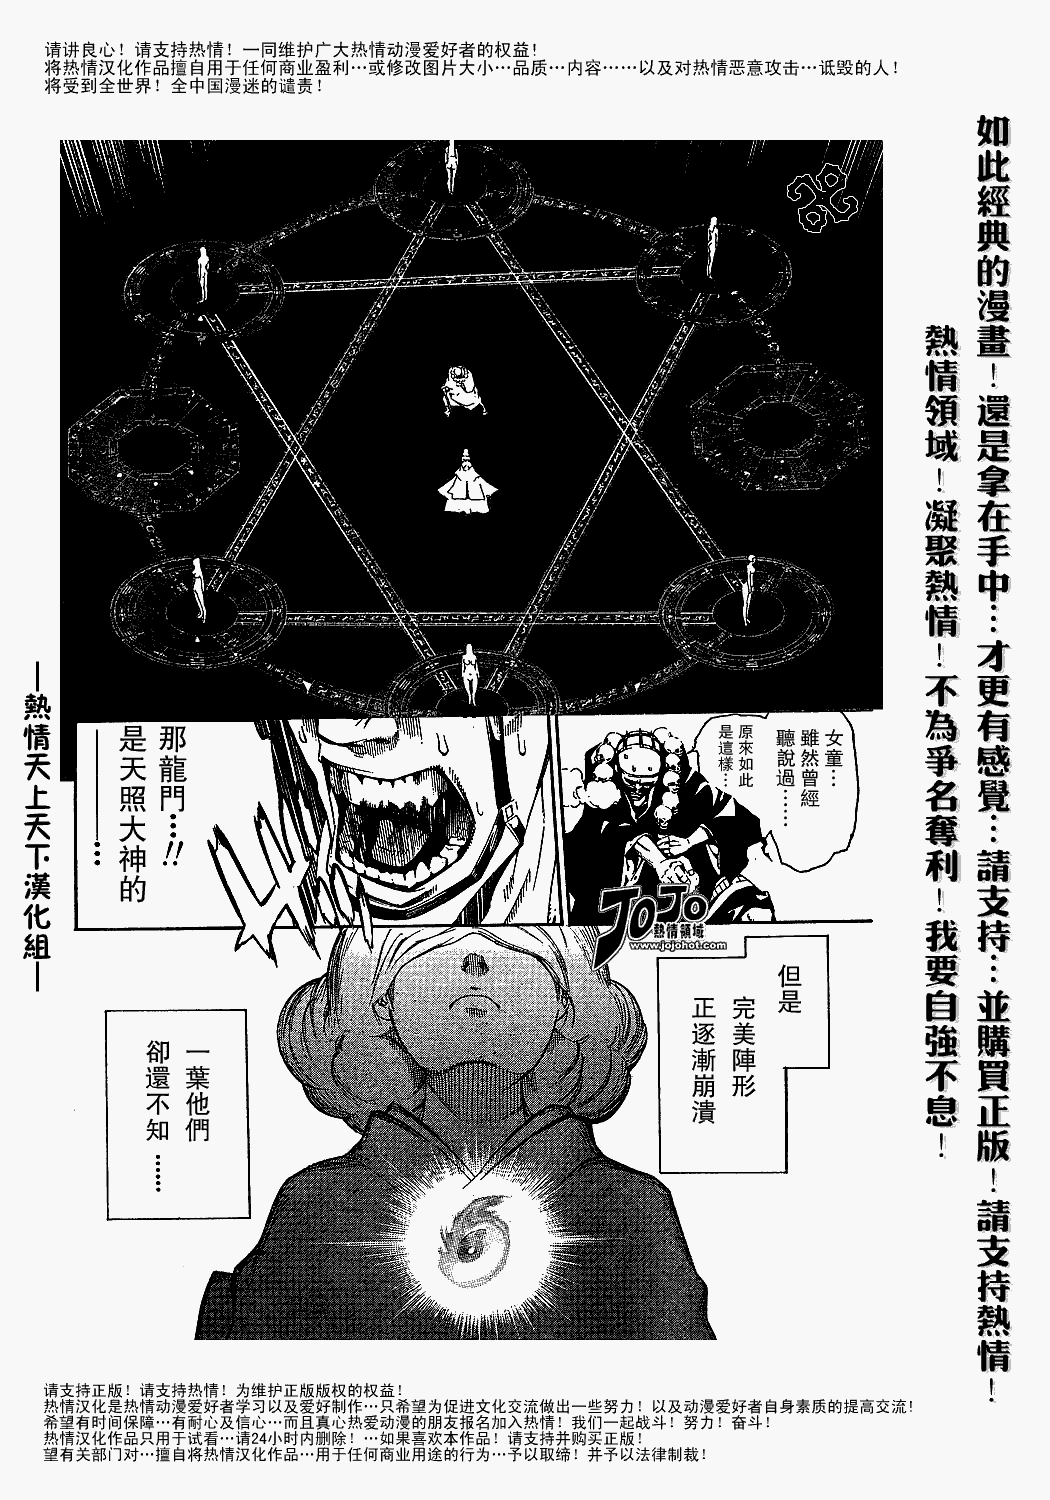 请讲良心！请支持热情！一同维护广大热情动漫爱好者的权益！
将热情汉化作品擅自用于任何商业盈利…或修改图片大小…品质…内容……以及对热情恶意攻击…诋毁的人！
将受到全世界！全中国漫迷的谴责！
如此經典的漫畫！還是拿在手中…才更有感覺…請支持…並購買正版！請支持熱情！
熱情領域！凝聚熱情！不為爭名奪利！我要自強不息！
—熱情天上天下漢化組—
女童…
雖然曾經
聽說過……
原來如此
是這樣…
那龍門…!!
是天照大神的
——…
JOJO
熱情領域
www.jojohot.com
但是
完美陣形
正逐漸崩潰
一葉他們
卻還不知……
请支持正版！请支持热情！为维护正版版权的权益！
热情汉化是热情动漫爱好者学习以及爱好制作…只希望为促进文化交流做出一些努力！以及动漫爱好者自身素质的提高交流！
希望有时间保障…有耐心及信心…而且真心热爱动漫的朋友报名加入热情！我们一起战斗！努力！奋斗！
热情汉化作品只用于试看…请24小时内删除！…如果喜欢本作品！请支持并购买正版！
望有关部门对…擅自将热情汉化作品…用于任何商业用途的行为…予以取缔！并予以法律制裁！